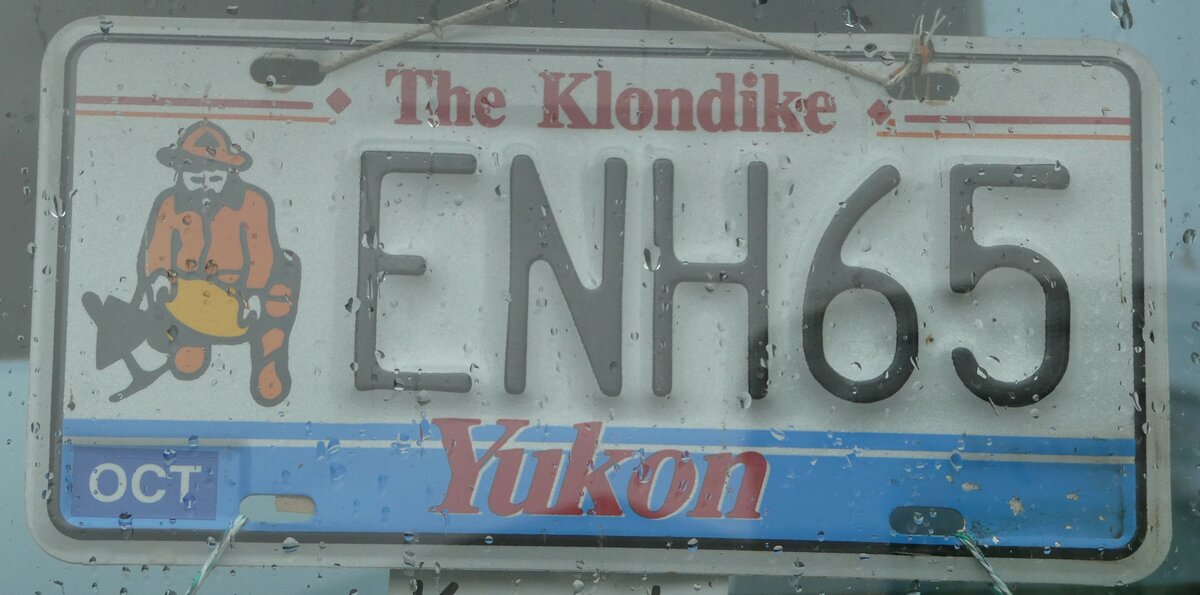 The Klondike
ENH65
Yukon
OCT